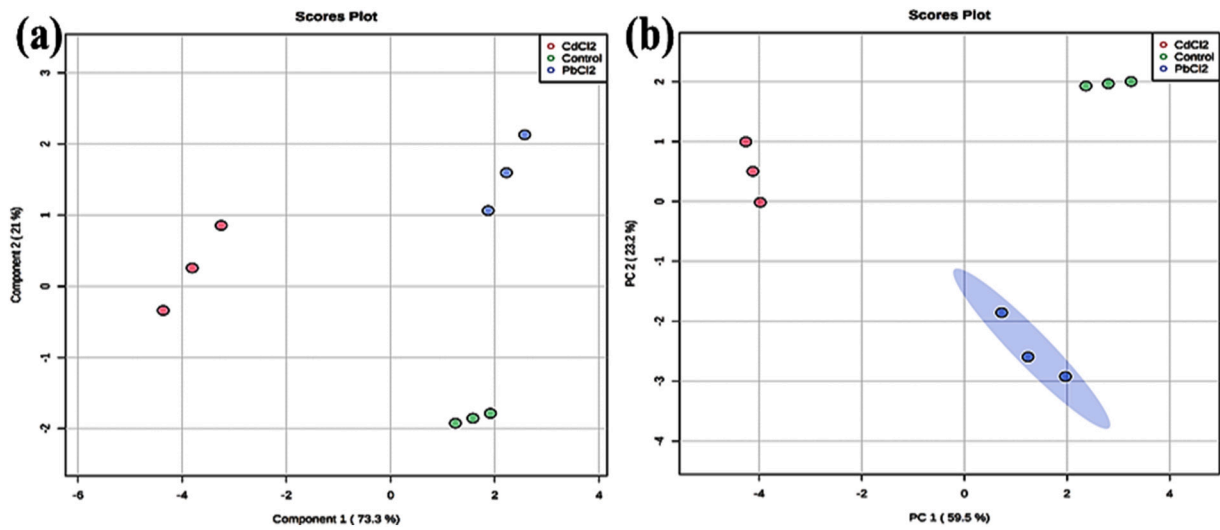 (a)
Scores Plot
CdCl2
Control
PbCl2
3
2
1
0
-1
-2
Component 2 ( 21 %)
-6
-4
-2
0
2
4
Component 1 ( 73.3 %)
(b)
Scores Plot
CdCl2
Control
PbCl2
2
1
0
-1
-2
-3
-4
PC 2 ( 23.2 %)
-4
-2
0
2
4
PC 1 ( 59.5 %)